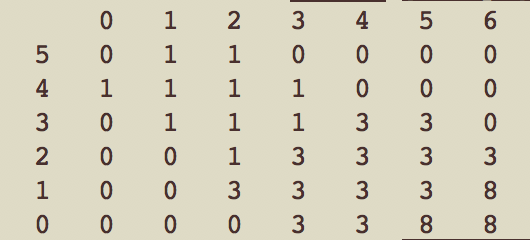 0 1 2 3 4 5 6
5 0 1 1 0 0 0 0
4 1 1 1 1 0 0 0
3 0 1 1 1 3 3 0
2 0 0 1 3 3 3 3
1 0 0 3 3 3 3 8
0 0 0 0 3 3 8 8